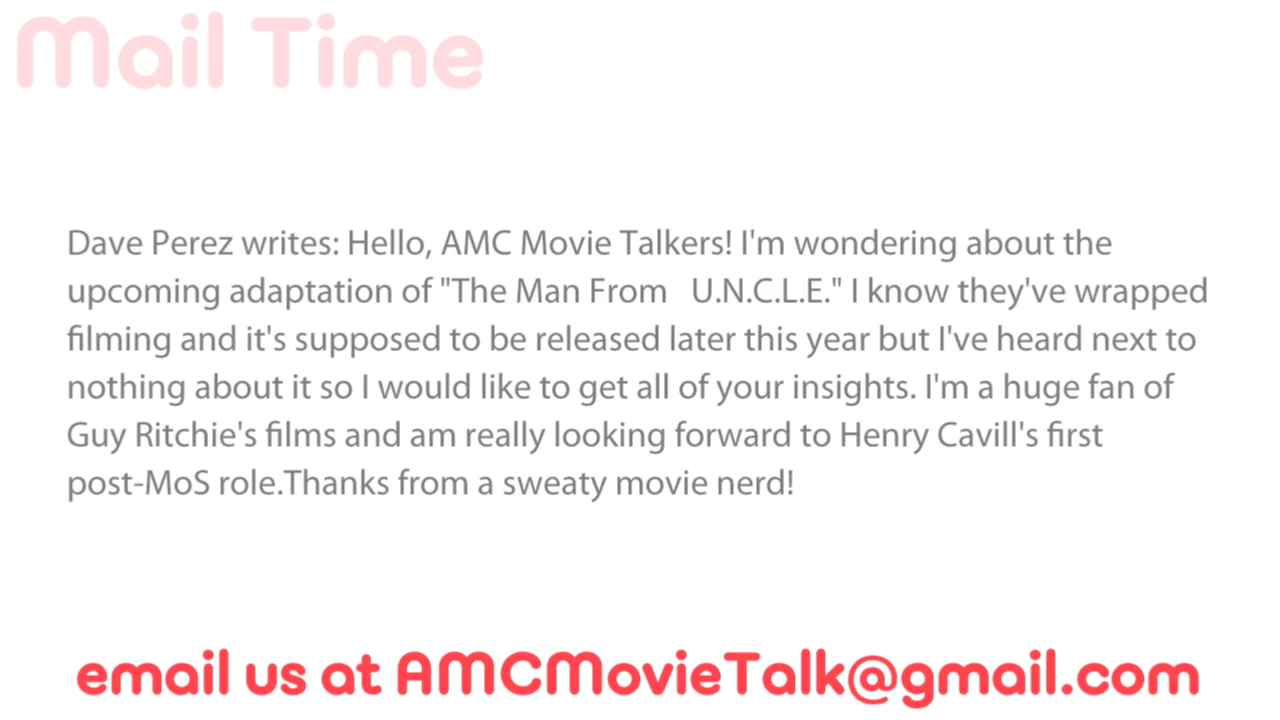 Mail Time
Dave Perez writes: Hello, AMC Movie Talkers! I'm wondering about the
upcoming adaptation of "The Man From   U.N.C.L.E." I know they've wrapped
filming and it's supposed to be released later this year but I've heard next to
nothing about it so I would like to get all of your insights. I'm a huge fan of
Guy Ritchie's films and am really looking forward to Henry Cavill's first
post-MoS role.Thanks from a sweaty movie nerd!
email us at AMCMovieTalk@gmail.com